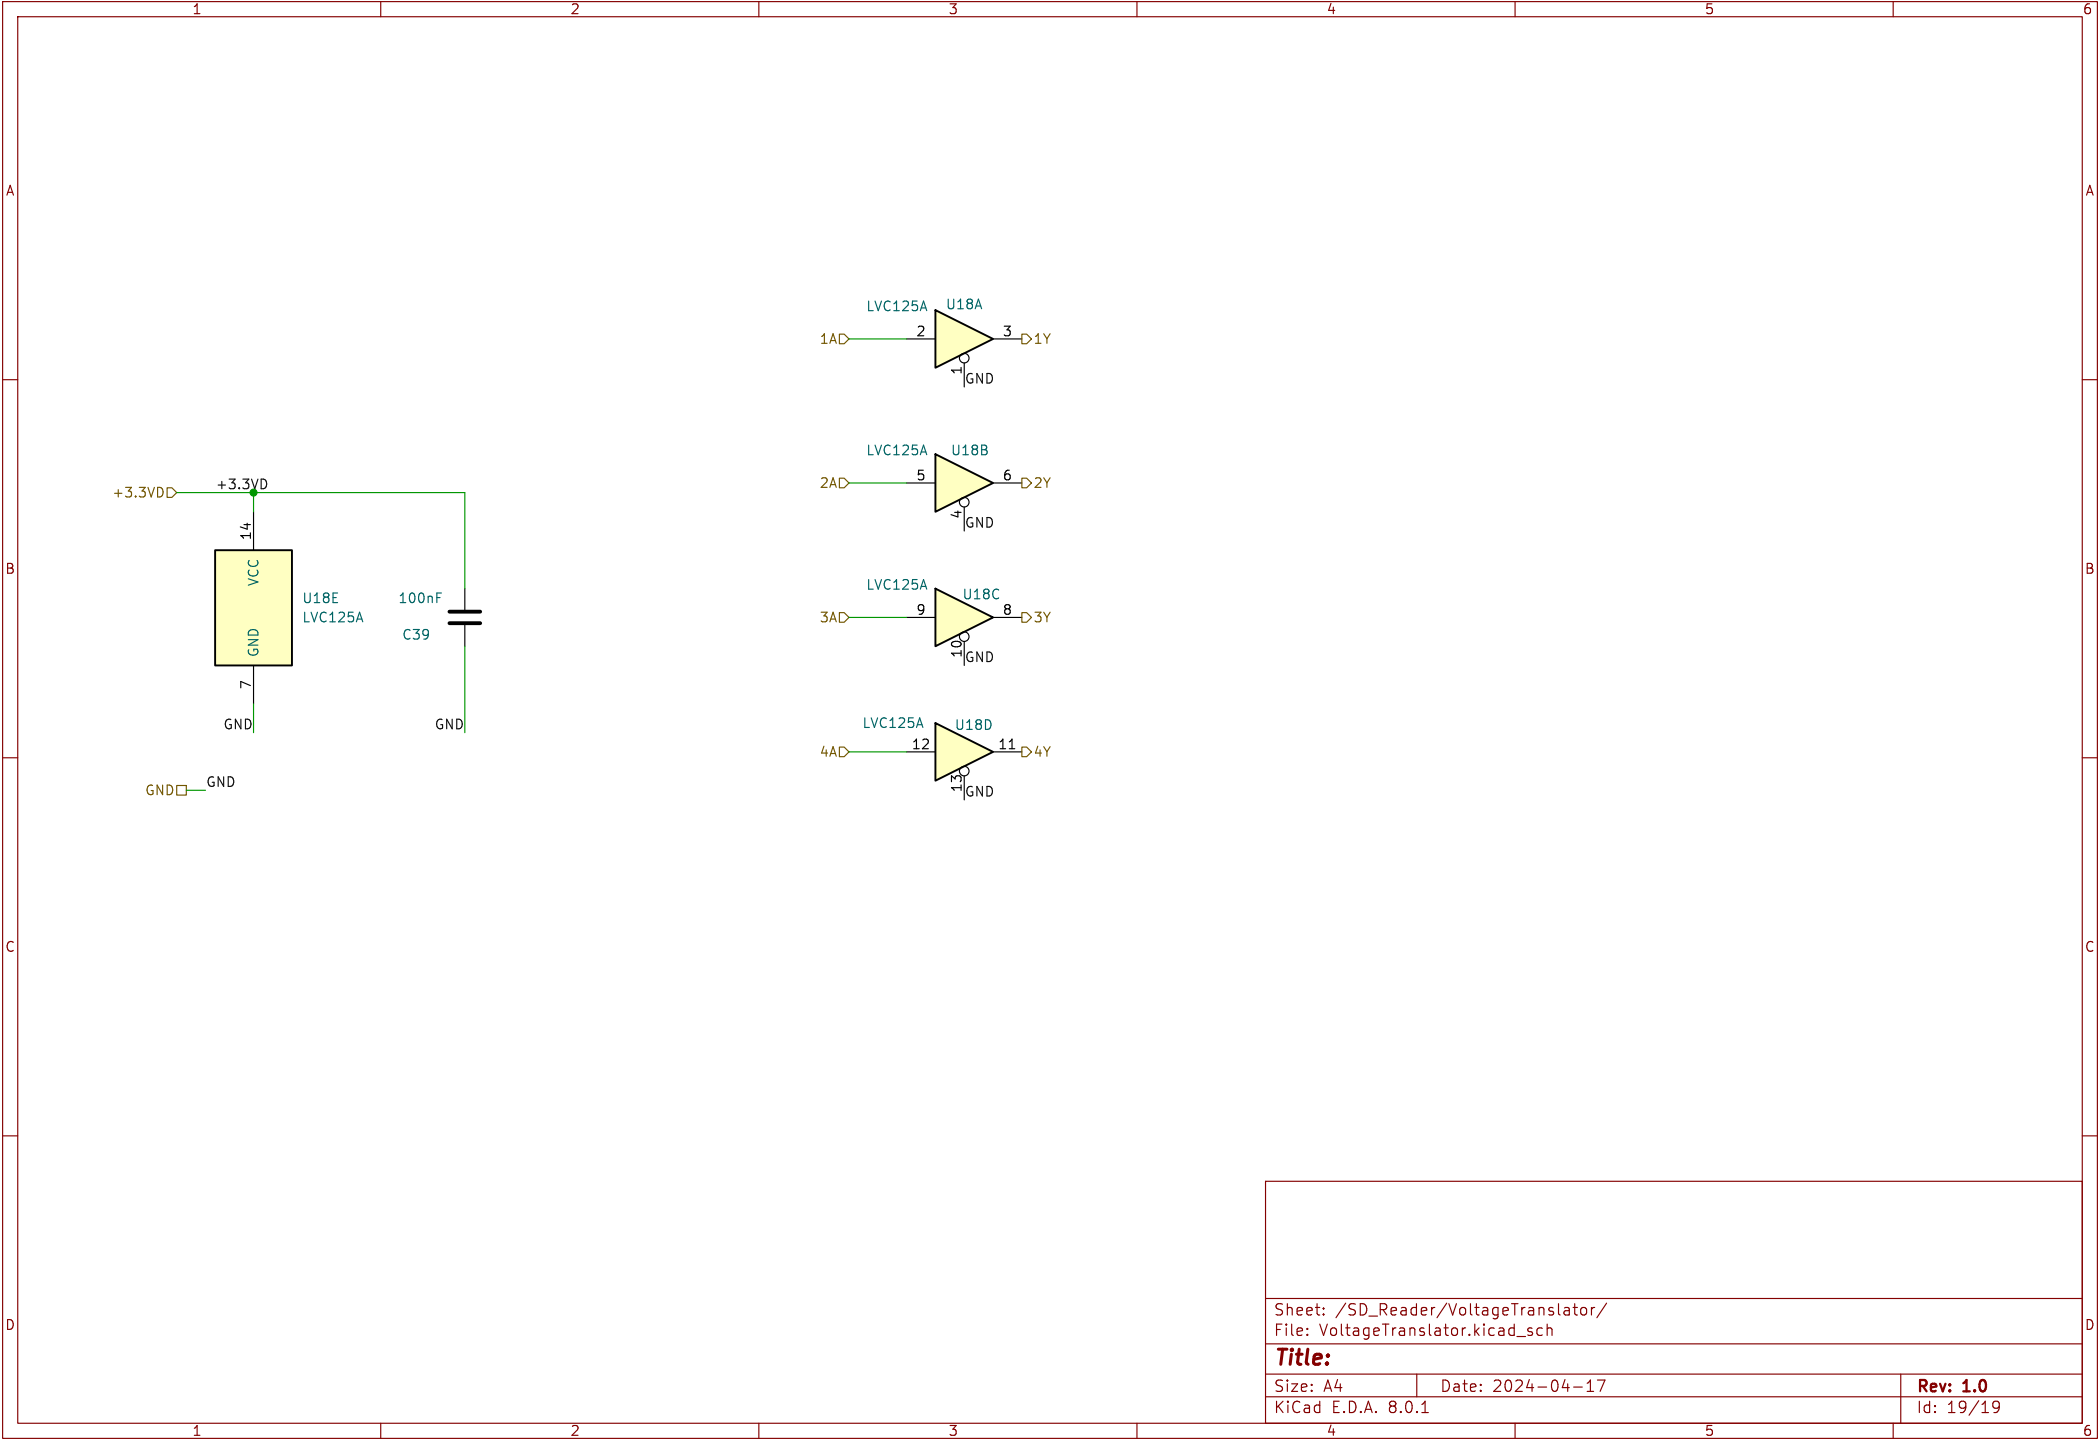 1 2 3 4 5 6
A A
LVC125A U18A
1A 2 3 1Y
1 GND
LVC125A U18B
2A 5 6 2Y
4 GND
+3.3VD +3.3VD
14
B B
VCC
GND
U18E
LVC125A
7
GND
100nF
C39
GND
LVC125A U18C
3A 9 8 3Y
10 GND
LVC125A U18D
4A 12 11 4Y
13 GND
GND GND
C C
D D
Sheet: /SD_Reader/VoltageTranslator/
File: VoltageTranslator.kicad_sch
Title:
Size: A4 Date: 2024-04-17 Rev: 1.0
KiCad E.D.A. 8.0.1 Id: 19/19
1 2 3 4 5 6